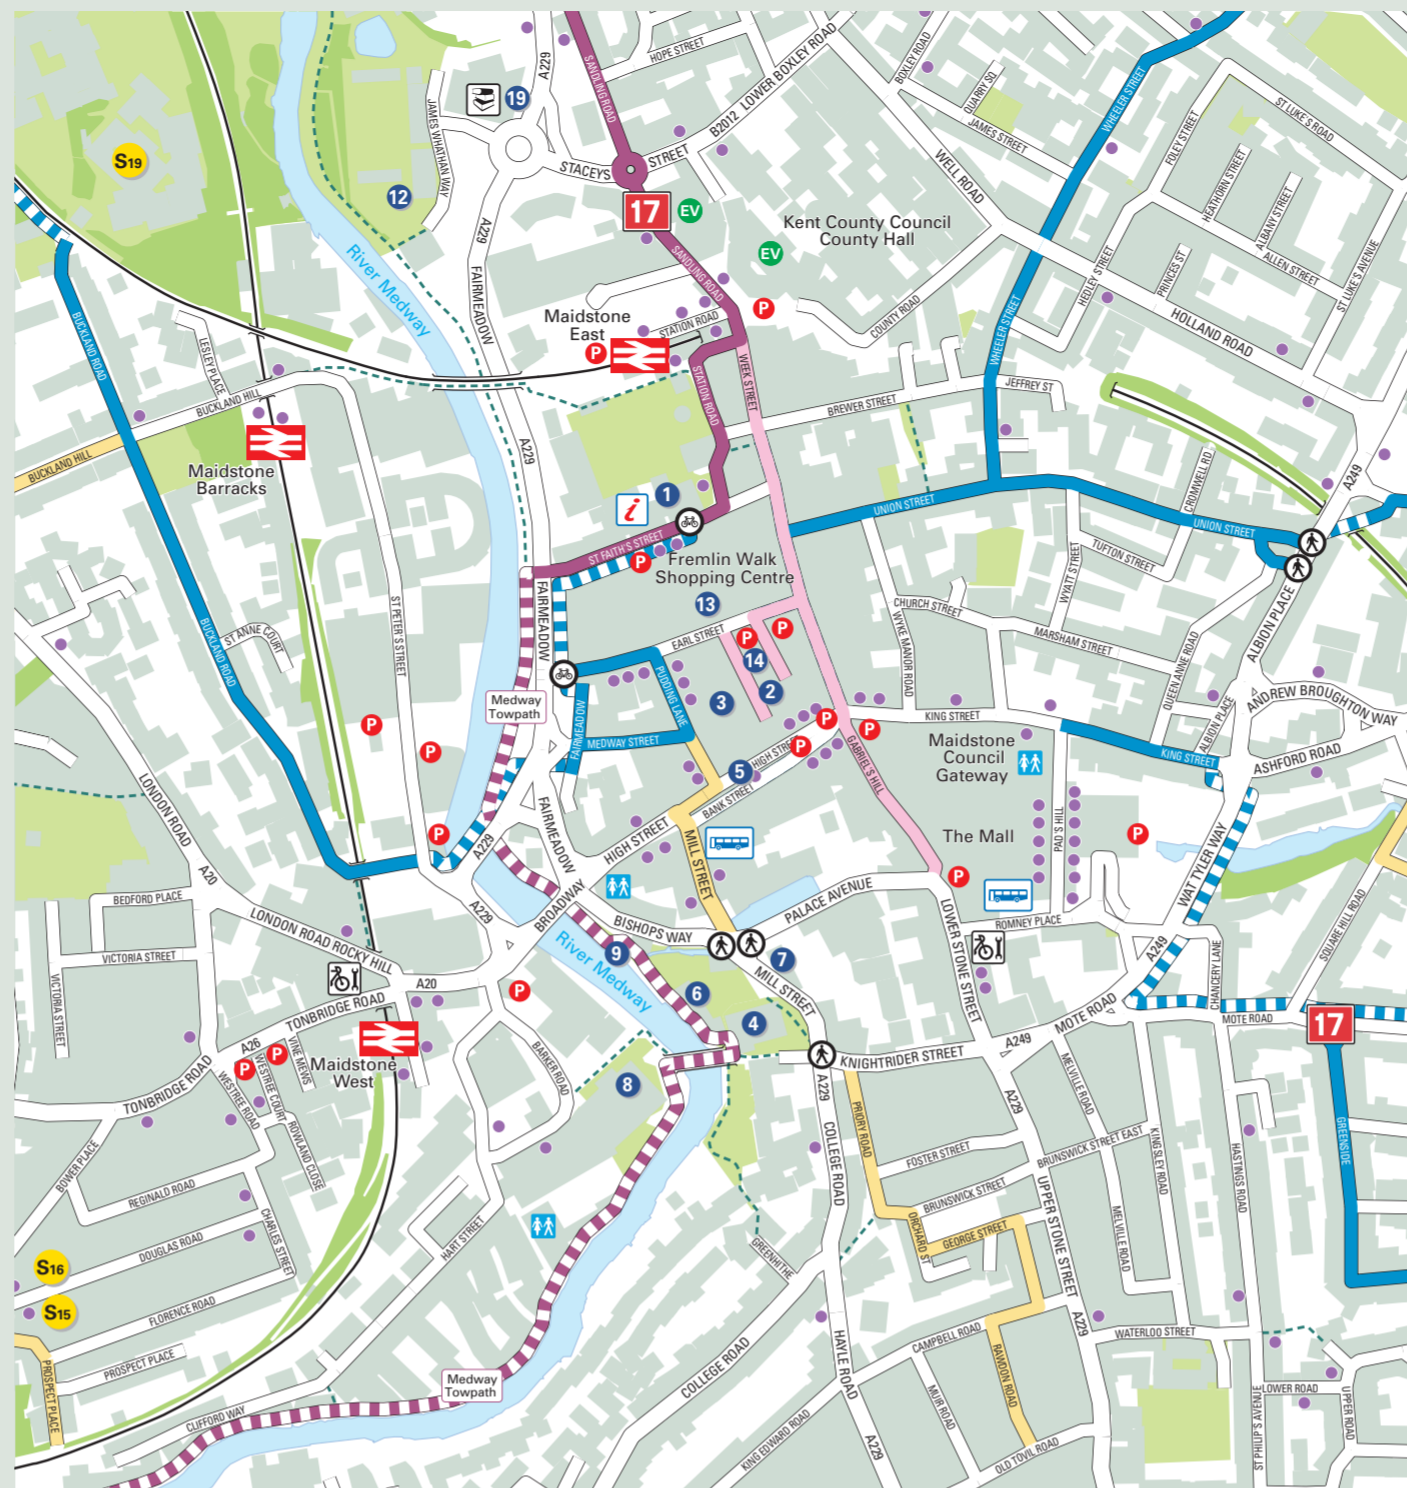 SANDLING ROAD
HOPE STREET
A229
B2012 LOWER BOXLEY ROAD
BOXLEY ROAD
QUARRY SQ
JAMES STREET
WHEELER STREET
ST LUKE'S ROAD
FOLEY STREET
19
JAMES WHATHAN WAY
STACEYS
STREET
WELL ROAD
S19
12
17
EV
Kent County Council
County Hall
EV
HEATHORN STREET
ALBANY STREET
ALLEN STREET
ST LUKE'S AVENUE
PRINCES ST
HEDLEY STREET
A229
FAIRMEADOW
River Medway
SANDLING ROAD
P
COUNTY ROAD
HOLLAND ROAD
Maidstone
East
P
STATION ROAD
WHEELER STREET
BUCKLAND ROAD
LESLEY PLACE
BUCKLAND HILL
STATION ROAD
WEEK STREET
BREWER STREET
JEFFREY ST
BUCKLAND HILL
Maidstone
Barracks
A229
CROMWELL RD
A249
i
1
UNION STREET
UNION STREET
ST FAITH'S STREET
P
Fremlin Walk
Shopping Centre
TUFTON STREET
WYATT STREET
13
FAIRMEADOW
ST PETER'S STREET
BUCKLAND ROAD
ST ANNE COURT
EARL STREET
P
P
14
CHURCH STREET
MARSHAM STREET
WYKE MANOR ROAD
QUEEN ANNE ROAD
ALBION PLACE
ALBION PLACE
ANDREW BROUGHTON WAY
PUDDING LANE
3
2
Medway
Towpath
FAIRMEADOW
MEDWAY STREET
P
P
P
P
P
KING STREET
KING STREET
HIGH STREET
GABRIEL'S HILL
Maidstone
Council
Gateway
ASHFORD ROAD
5
BANK STREET
LONDON ROAD
FAIRMEADOW
HIGH STREET
MILL STREET
The Mall
PAD'S HILL
P
P
A229
WAT TYLER WAY
A20
BEDFORD PLACE
LONDON ROAD ROCKY HILL
A229
BROADWAY
BISHOPS WAY
PALACE AVENUE
P
LOWER STONE STREET
ROMNEY PLACE
SQUARE HILL ROAD
VICTORIA STREET
VICTORIA STREET
A20
9
River Medway
7
MILL STREET
6
4
A249
CHANCERY LANE
TONBRIDGE ROAD
A26
P
MOTE ROAD
MOTE ROAD
17
Maidstone
West
P
P
VINE MEWS
WESTREE COURT
WESTREE ROAD
ROWLAND CLOSE
TONBRIDGE ROAD
BOWER PLACE
BARKER ROAD
8
KNIGHTRIDER STREET
A249
A229
A229
MELVILLE ROAD
GREENSIDE
PRIORY ROAD
COLLEGE ROAD
FOSTER STREET
BRUNSWICK STREET EAST
KINGSLEY ROAD
HASTINGS ROAD
REGINALD ROAD
BRUNSWICK STREET
UPPER STONE STREET
MELVILLE ROAD
ORCHARD ST
GEORGE STREET
CHARLES STREET
DOUGLAS ROAD
HART STREET
GREENHITHE
S16
S15
FLORENCE ROAD
A229
WATERLOO STREET
CAMPBELL ROAD
HAYLE ROAD
COLLEGE ROAD
PROSPECT PLACE
PROSPECT PLACE
Medway
Towpath
RAWDON ROAD
MUIR ROAD
LOWER ROAD
UPPER ROAD
ST PHILIP'S AVENUE
CLIFFORD WAY
KING EDWARD ROAD
A229
OLD TOVIL ROAD